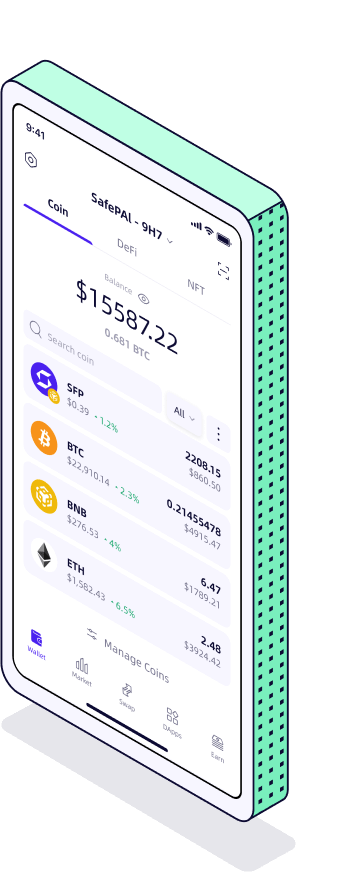 9:41
SafePAl - 9H7
Coin
DeFi
NFT
Balance
$15587.22
0.681 BTC
Search coin
All
SFP
2208.15
$0.39
1.2%
$860.50
BTC
0.21455478
$22,910,14
2.3%
$4915.47
BNB
6.47
$276.53
4%
$1789.21
ETH
2.48
$1,582.43
6.5%
$3924.42
Manage Coins
Wallet
Market
Swap
DApps
Earn